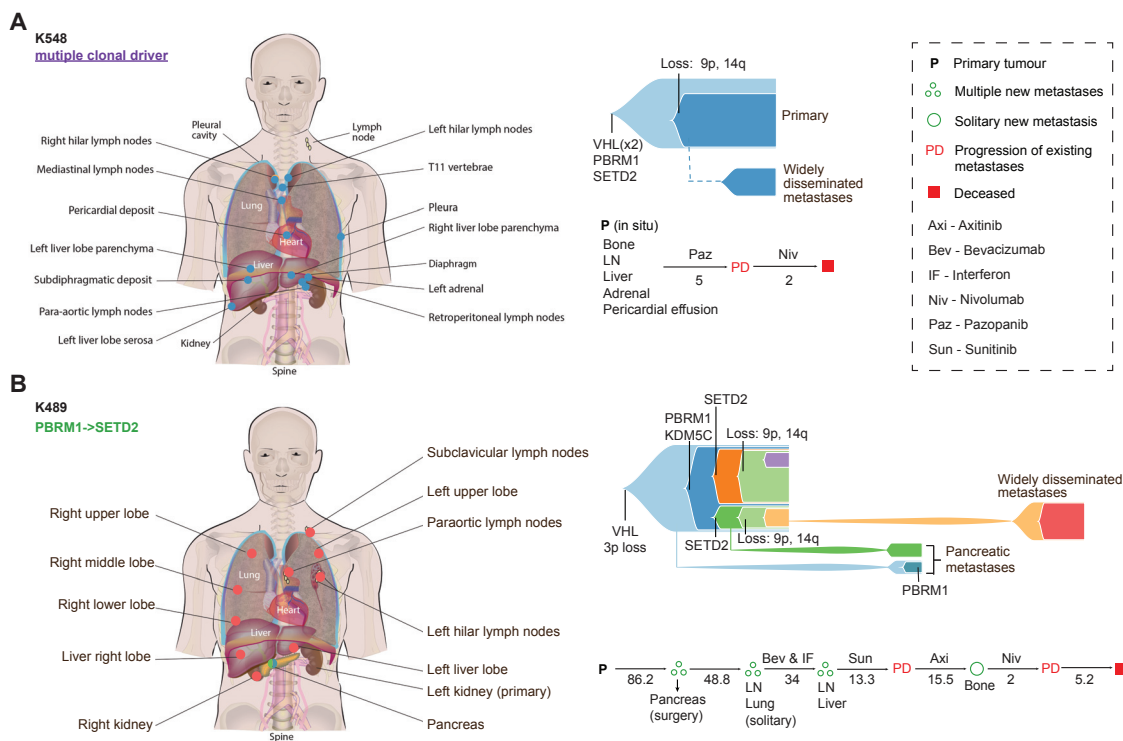 A
K548
mutiple clonal driver
Pleural
cavity
Lymph
node
Right hilar lymph nodes
Mediastinal lymph nodes
Pericardial deposit
Left liver lobe parenchyma
Subdiphragmatic deposit
Para-aortic lymph nodes
Left liver lobe serosa
Kidney
Spine
Lung
Heart
Liver
Left hilar lymph nodes
T11 vertebrae
Pleura
Right liver lobe parenchyma
Diaphragm
Left adrenal
Retroperitoneal lymph nodes
Loss: 9p, 14q
Primary
VHL(x2)
PBRM1
SETD2
Widely
disseminated
metastases
P (in situ)
Bone
LN
Liver
Adrenal
Pericardial effusion
Paz
5
PD
Niv
2
P Primary tumour
Multiple new metastases
Solitary new metastasis
PD Progression of existing
metastases
Deceased
Axi - Axitinib
Bev - Bevacizumab
IF - Interferon
Niv - Nivolumab
Paz - Pazopanib
Sun - Sunitinib
B
K489
PBRM1->SETD2
Right upper lobe
Right middle lobe
Right lower lobe
Liver right lobe
Right kidney
Spine
Lung
Heart
Liver
Subclavicular lymph nodes
Left upper lobe
Paraortic lymph nodes
Left hilar lymph nodes
Left liver lobe
Left kidney (primary)
Pancreas
SETD2
PBRM1
KDM5C
Loss: 9p, 14q
VHL
3p loss
SETD2
Loss: 9p, 14q
Widely disseminated
metastases
Pancreatic
metastases
PBRM1
P
86.2
Pancreas
(surgery)
48.8
LN
Lung
(solitary)
Bev & IF
34
LN
Liver
Sun
13.3
PD
Axi
15.5
Bone
Niv
2
PD
5.2